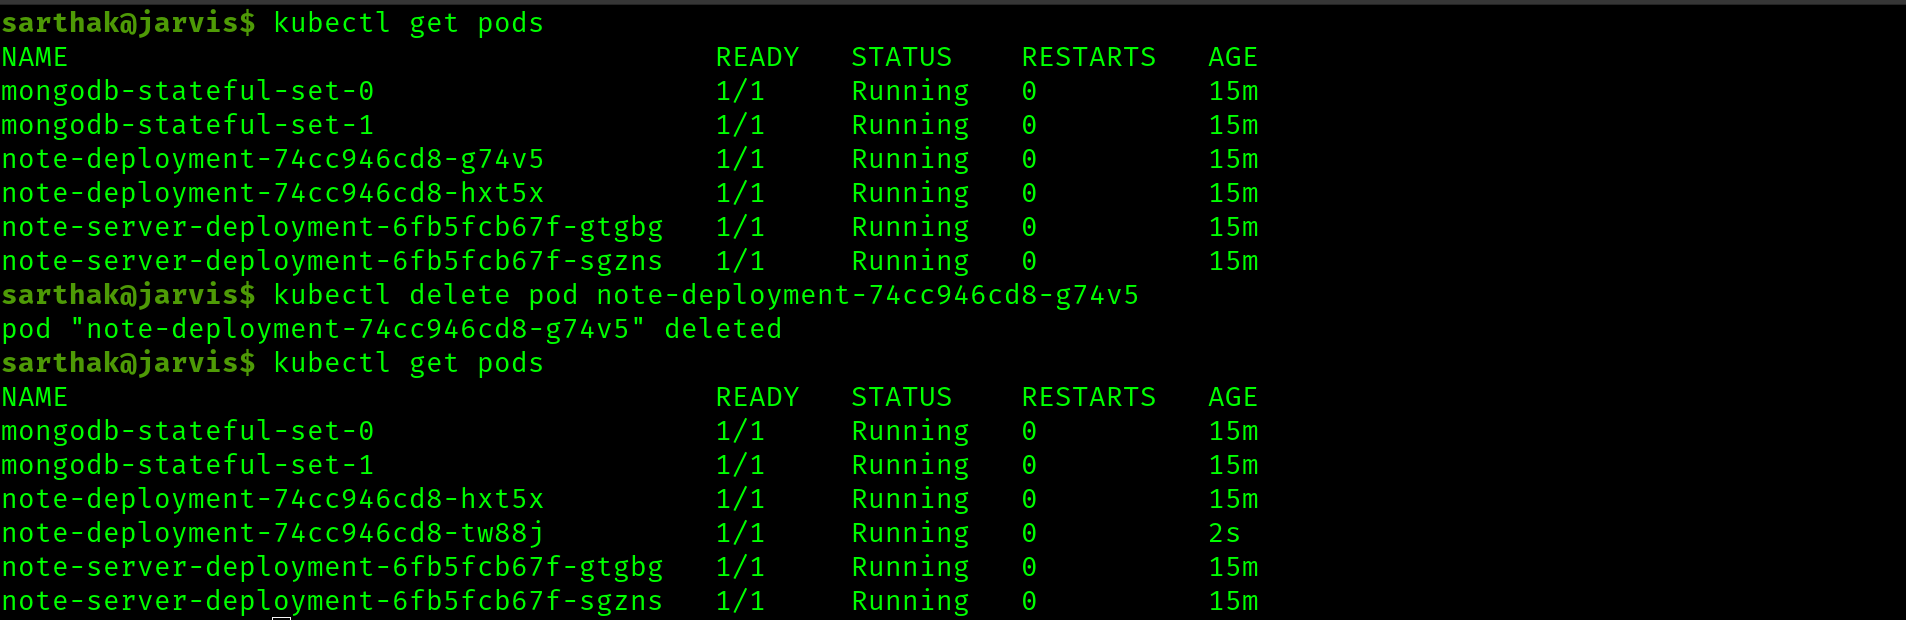 sarthak@jarvis$ kubectl get pods
NAME READY STATUS RESTARTS AGE
mongodb-stateful-set-0 1/1 Running 0 15m
mongodb-stateful-set-1 1/1 Running 0 15m
note-deployment-74cc946cd8-g74v5 1/1 Running 0 15m
note-deployment-74cc946cd8-hxt5x 1/1 Running 0 15m
note-server-deployment-6fb5fcb67f-gtgbg 1/1 Running 0 15m
note-server-deployment-6fb5fcb67f-sgzns 1/1 Running 0 15m
sarthak@jarvis$ kubectl delete pod note-deployment-74cc946cd8-g74v5
pod "note-deployment-74cc946cd8-g74v5" deleted
sarthak@jarvis$ kubectl get pods
NAME READY STATUS RESTARTS AGE
mongodb-stateful-set-0 1/1 Running 0 15m
mongodb-stateful-set-1 1/1 Running 0 15m
note-deployment-74cc946cd8-hxt5x 1/1 Running 0 15m
note-deployment-74cc946cd8-tw88j 1/1 Running 0 2s
note-server-deployment-6fb5fcb67f-gtgbg 1/1 Running 0 15m
note-server-deployment-6fb5fcb67f-sgzns 1/1 Running 0 15m